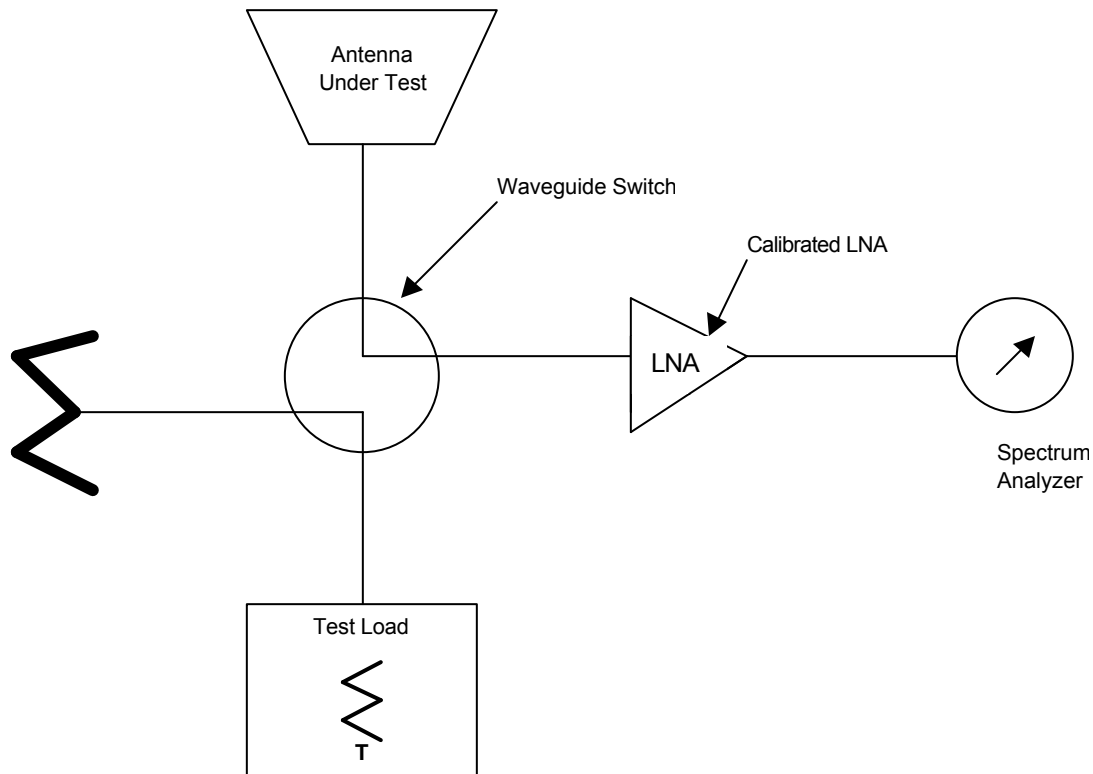 Antenna
Under Test
Waveguide Switch
Calibrated LNA
LNA
Spectrum
Analyzer
Test Load
T